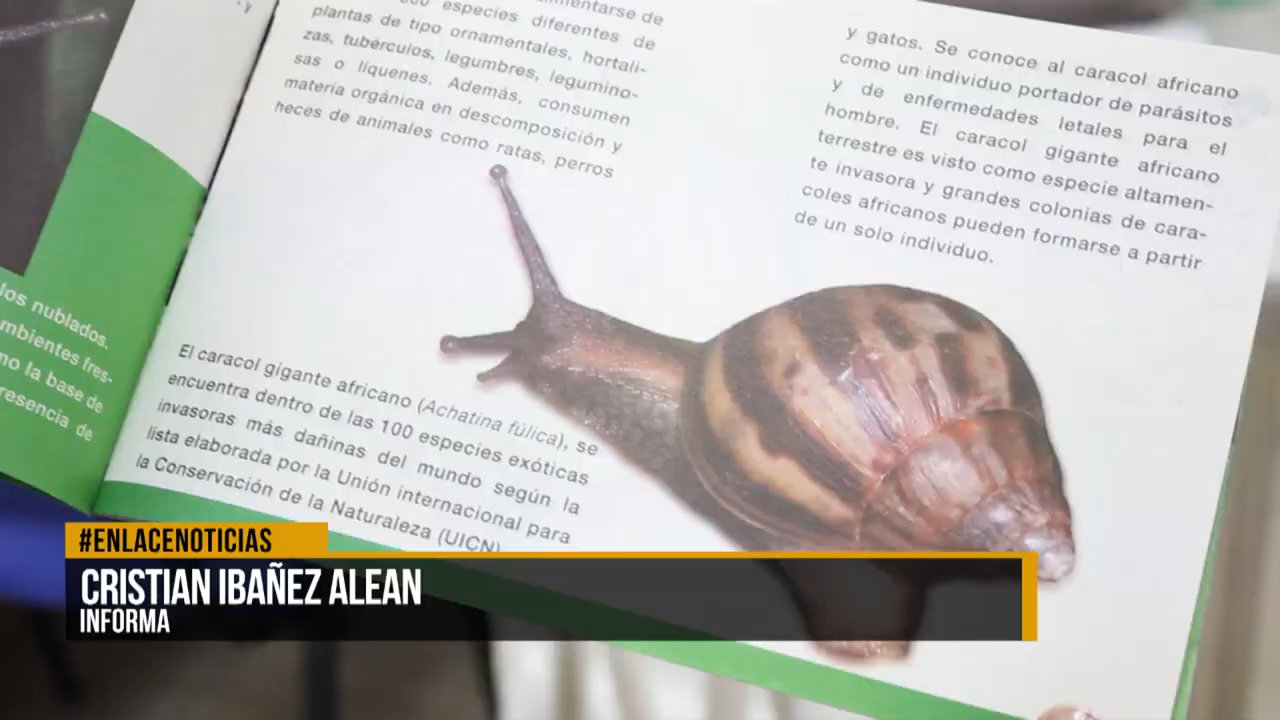 especies diferentes de
plantas de tipo ornamentales, hortali-
zas, tubérculos, legumbres, legumino-
sas o líquenes. Además, consumen
materia orgánica en descomposición y
heces de animales como ratas, perros
y gatos. Se conoce al caracol africano
como un individuo portador de parásitos
y de enfermedades letales para el
hombre. El caracol gigante africano
terrestre es visto como especie altamen-
te invasora y grandes colonias de cara-
coles africanos pueden formarse a partir
de un solo individuo.
los nublados,
mbientes fres-
mo la base de
resencia de
El caracol gigante africano (Achatina fúlica), se
encuentra dentro de las 100 especies exóticas
invasoras más dañinas del mundo según la
lista elaborada por la Unión internacional para
la Conservación de la Naturaleza (UICN)
#ENLACENOTICIAS
CRISTIAN IBAÑEZ ALEAN
INFORMA